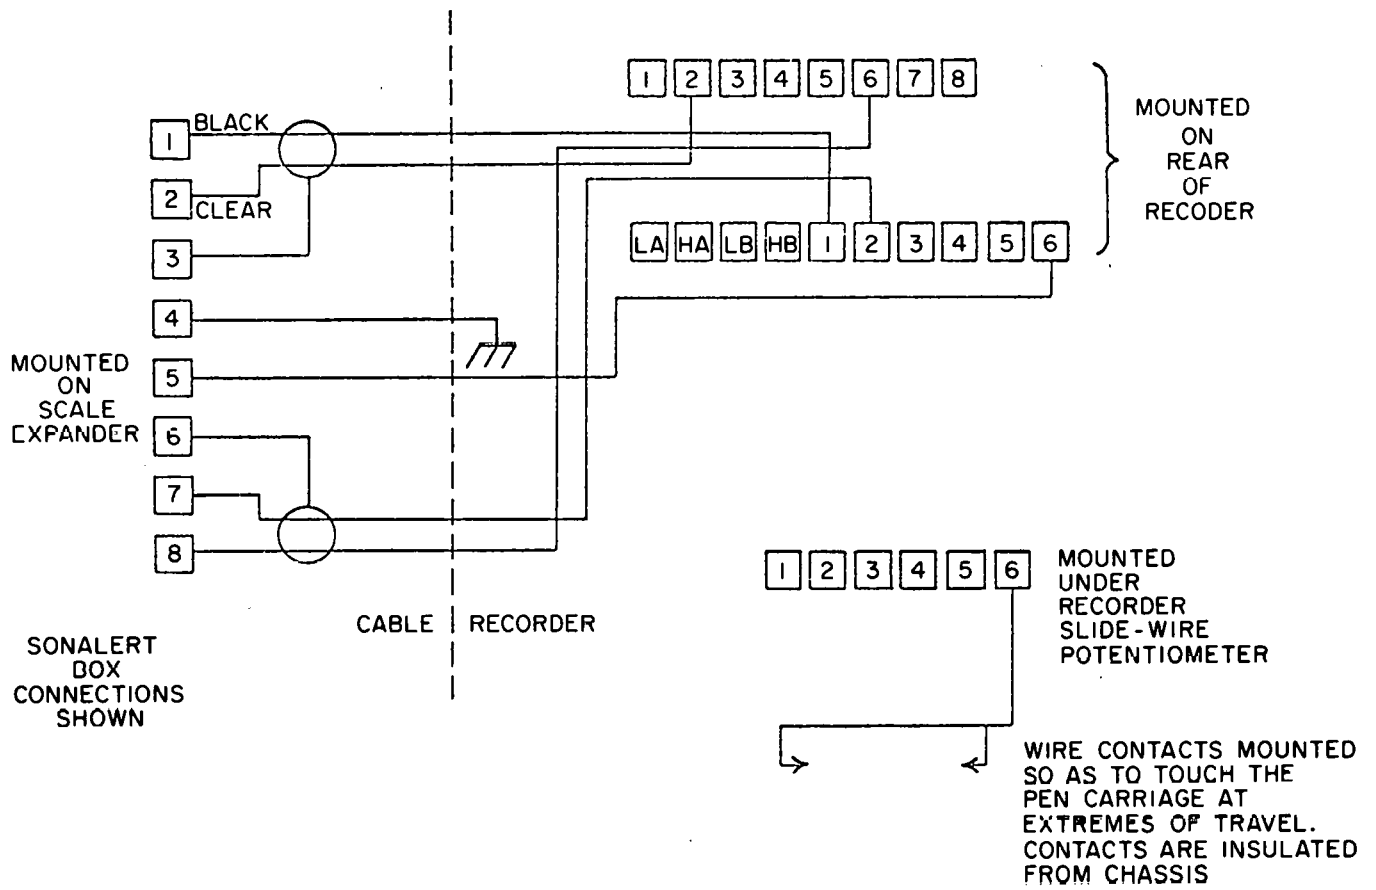 1 2 3 4 5 6 7 8
MOUNTED
ON
REAR
OF
RECODER
1 BLACK
2 CLEAR
3
4
5
6
7
8
LA HA LB HB 1 2 3 4 5 6
MOUNTED
ON
SCALE
EXPANDER
CABLE RECORDER
SONALERT
BOX
CONNECTIONS
SHOWN
1 2 3 4 5 6
MOUNTED
UNDER
RECORDER
SLIDE-WIRE
POTENTIOMETER
WIRE CONTACTS MOUNTED
SO AS TO TOUCH THE
PEN CARRIAGE AT
EXTREMES OF TRAVEL.
CONTACTS ARE INSULATED
FROM CHASSIS